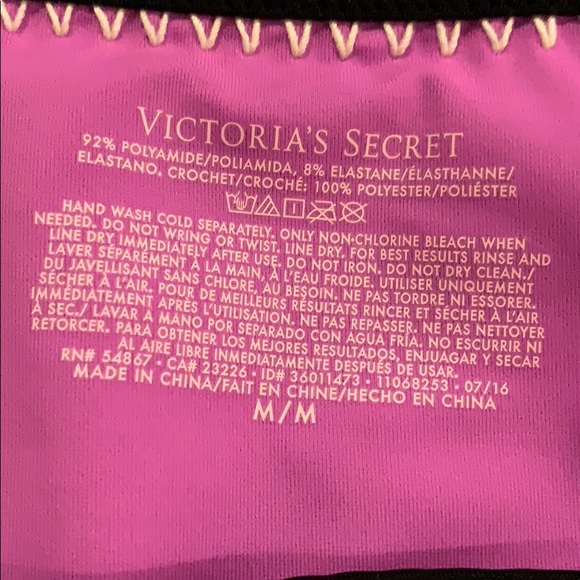 VICTORIA'S SECRET
92% POLYAMIDE/POLIAMIDA, 8% ELASTANE/ÉLASTHANNE/
ELASTANO. CROCHET/CROCHÉ: 100% POLYESTER/POLIÉSTER
HAND WASH COLD SEPARATELY. ONLY NON-CHLORINE BLEACH WHEN
NEEDED. DO NOT WRING OR TWIST. LINE DRY. FOR BEST RESULTS RINSE AND
LINE DRY IMMEDIATELY AFTER USE. DO NOT IRON. DO NOT DRY CLEAN./
LAVER SÉPARÉMENT À LA MAIN, À L'EAU FROIDE. UTILISER UNIQUEMENT
DU JAVELLISANT SANS CHLORE, AU BESOIN. NE PAS TORDRE NI ESSORER.
SÉCHER À L'AIR. POUR DE MEILLEURS RÉSULTATS RINCER ET SÉCHER À L'AIR
IMMÉDIATEMENT APRÈS L'UTILISATION. NE PAS REPASSER. NE PAS NETTOYER
À SEC./ LAVAR A MANO POR SEPARADO CON AGUA FRÍA. NO ESCURRIR NI
RETORCER. PARA OBTENER LOS MEJORES RESULTADOS, ENJUAGAR Y SECAR
AL AIRE LIBRE INMEDIATAMENTE DESPUÉS DE USAR.
RN# 54867 • CA# 23226 • ID# 36011473 • 11068253 • 07/16
MADE IN CHINA/FAIT EN CHINE/HECHO EN CHINA
M/M